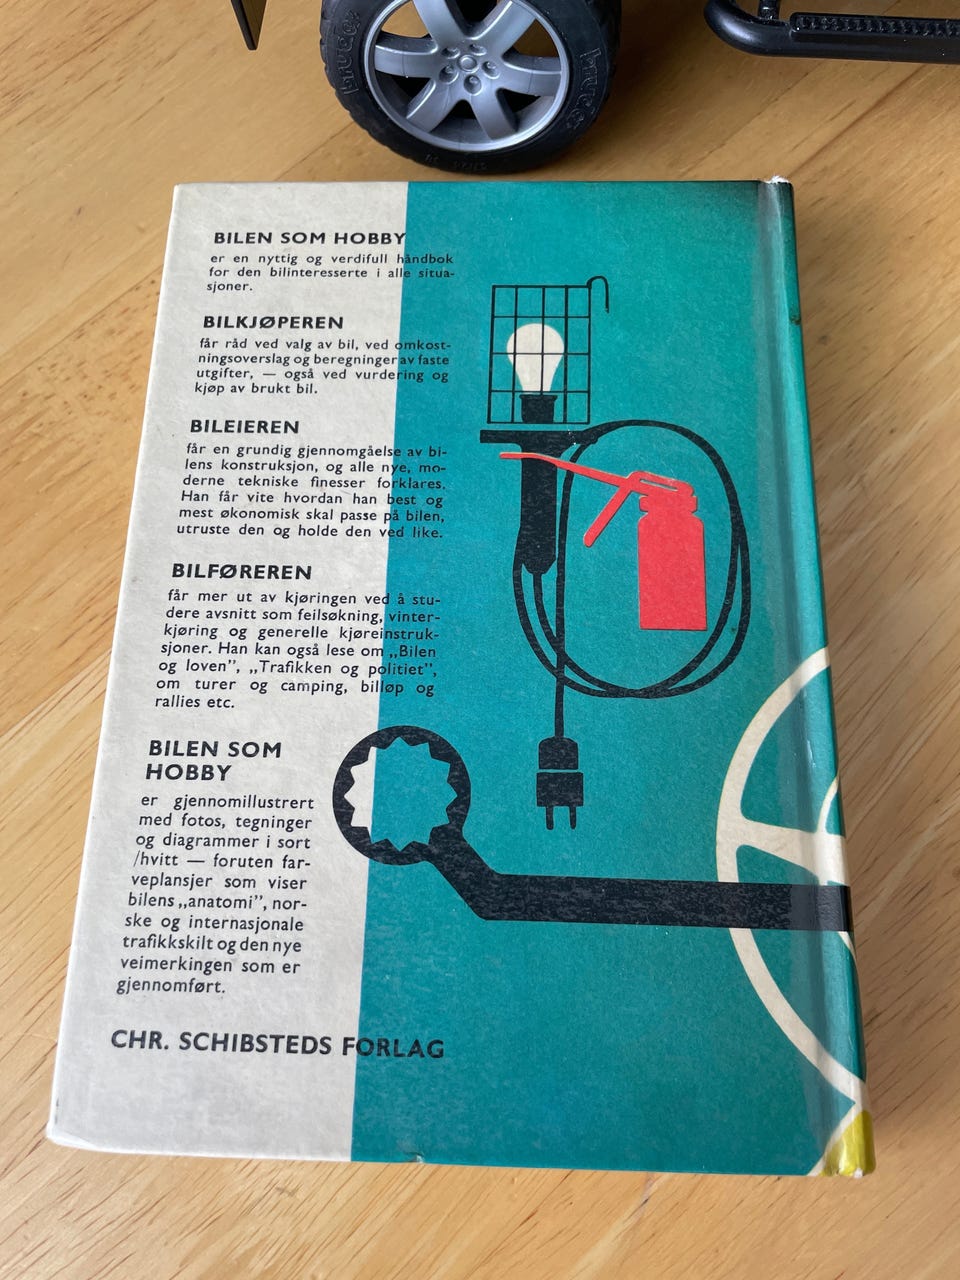 bruder
bruder
BILEN SOM HOBBY
er en nyttig og verdifull håndbok
for den bilinteresserte i alle situa-
sjoner.
BILKJØPEREN
får råd ved valg av bil, ved omkost-
ningsoverslag og beregninger av faste
utgifter, — også ved vurdering og
kjøp av brukt bil.
BILEIEREN
får en grundig gjennomgåelse av bi-
lens konstruksjon, og alle nye, mo-
derne tekniske finesser forklares.
Han får vite hvordan han best og
mest økonomisk skal passe på bilen,
utruste den og holde den ved like.
BILFØREREN
får mer ut av kjøringen ved å stu-
dere avsnitt som feilsøkning, vinter-
kjøring og generelle kjøreinstruk-
sjoner. Han kan også lese om „Bilen
og loven”, „Trafikken og politiet”,
om turer og camping, billøp og
rallies etc.
BILEN SOM
HOBBY
er gjennomillustrert
med fotos, tegninger
og diagrammer i sort
/hvitt — foruten far-
veplansjer som viser
bilens „anatomi”, nor-
ske og internasjonale
trafikkskilt og den nye
veimerkingen som er
gjennomført.
CHR. SCHIBSTEDS FORLAG